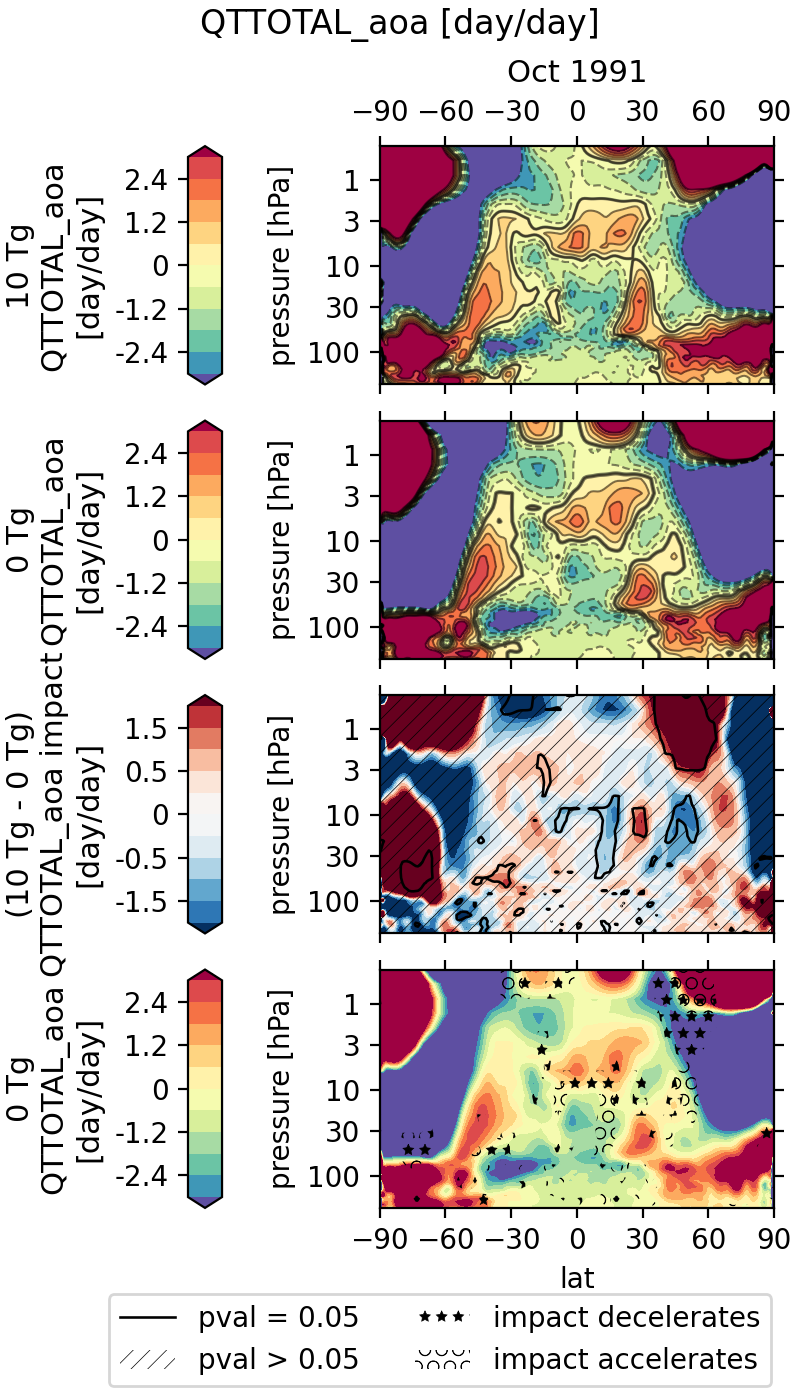 QTTOTAL_aoa [day/day]
Oct 1991
−90 −60 −30 0 30 60 90
10 Tg
QTTOTAL_aoa
[day/day]
2.4
1.2
0
-1.2
-2.4
pressure [hPa]
1
3
10
30
100
0 Tg
QTTOTAL_aoa
[day/day]
2.4
1.2
0
-1.2
-2.4
pressure [hPa]
1
3
10
30
100
(10 Tg - 0 Tg)
QTTOTAL_aoa impact
[day/day]
1.5
0.5
0
-0.5
-1.5
pressure [hPa]
1
3
10
30
100
0 Tg
QTTOTAL_aoa
[day/day]
2.4
1.2
0
-1.2
-2.4
pressure [hPa]
1
3
10
30
100
−90 −60 −30 0 30 60 90
lat
pval = 0.05
pval > 0.05
impact decelerates
impact accelerates